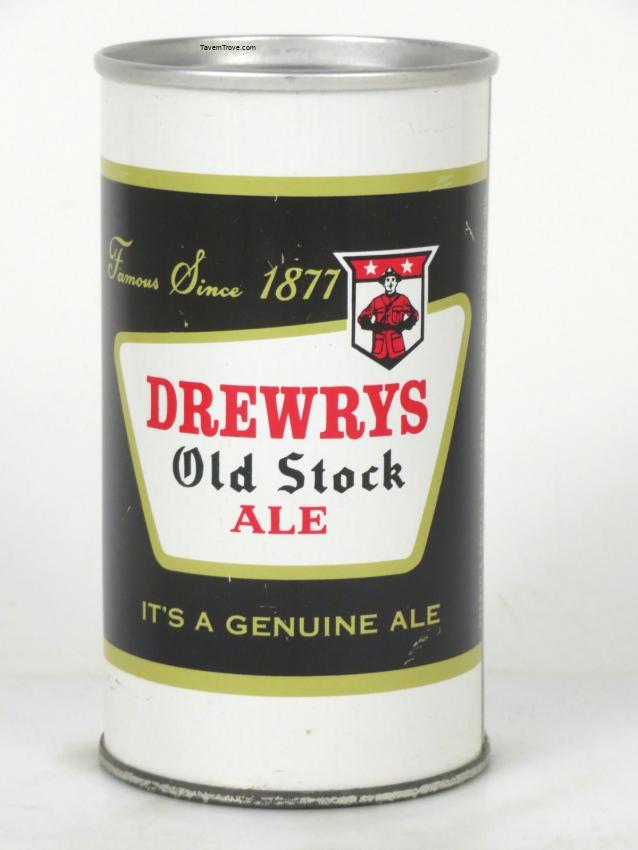 TavernTrove.com
Famous Since 1877
DREWRYS
Old Stock
ALE
IT'S A GENUINE ALE